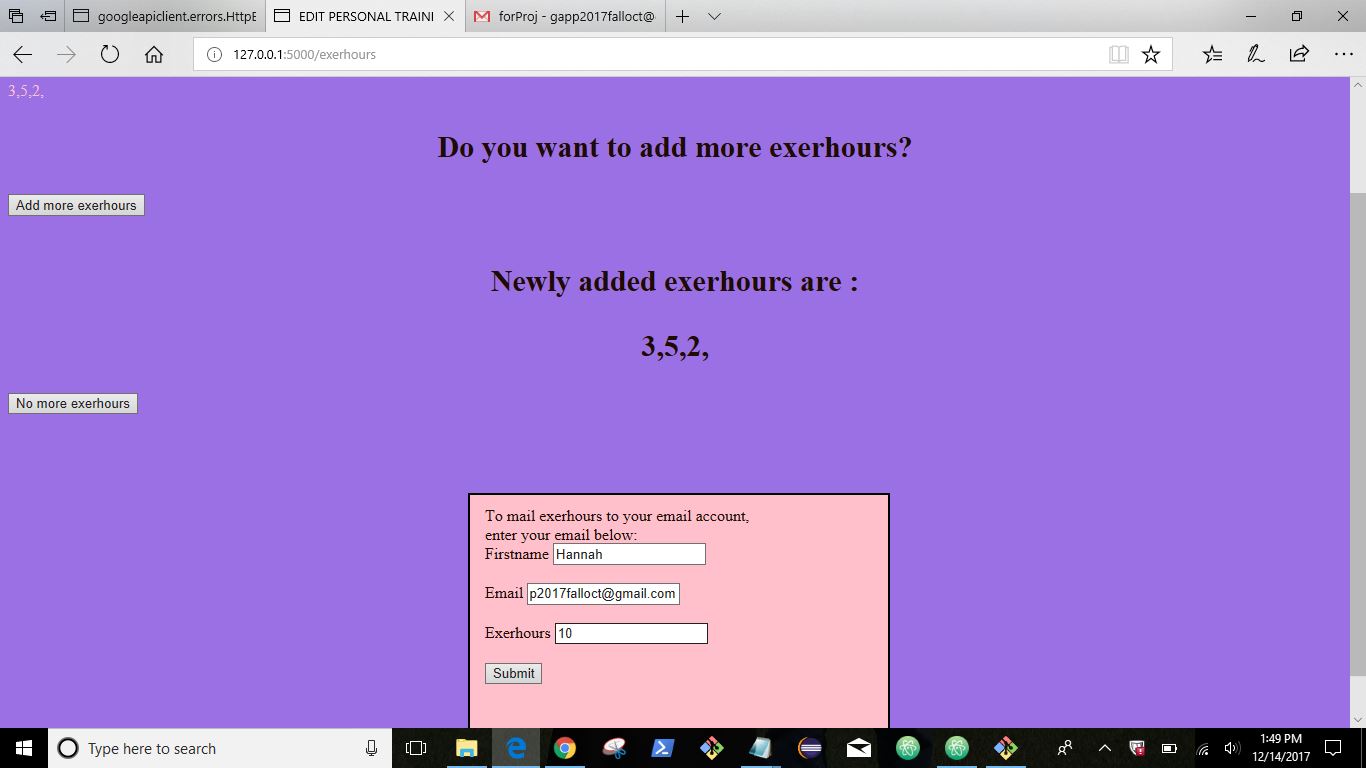 googleapiclient.errors.HttpE
EDIT PERSONAL TRAINI
forProj - gapp2017falloct@
127.0.0.1:5000/exerhours
3,5,2,
Do you want to add more exerhours?
Add more exerhours
Newly added exerhours are :
3,5,2,
No more exerhours
To mail exerhours to your email account,
enter your email below:
Firstname Hannah
Email p2017falloct@gmail.com
Exerhours 10
Submit
Type here to search
1:49 PM
12/14/2017